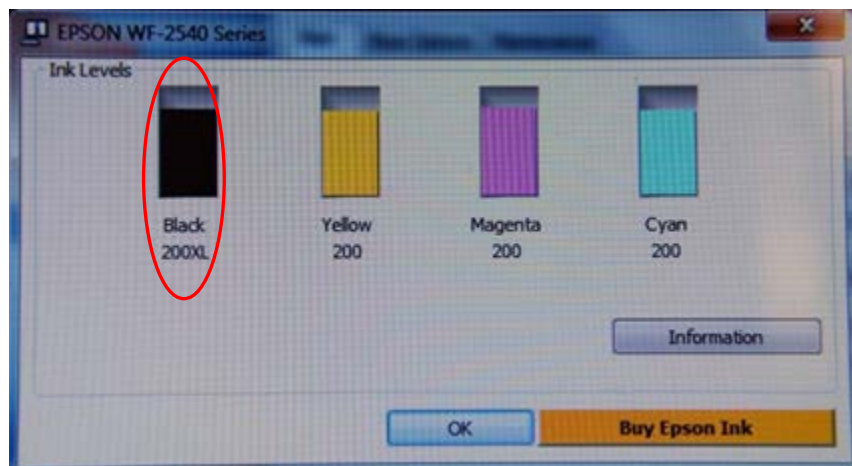 EPSON WF-2540 Series
Ink Levels
Black
200XL
Yellow
200
Magenta
200
Cyan
200
Information
OK
Buy Epson Ink